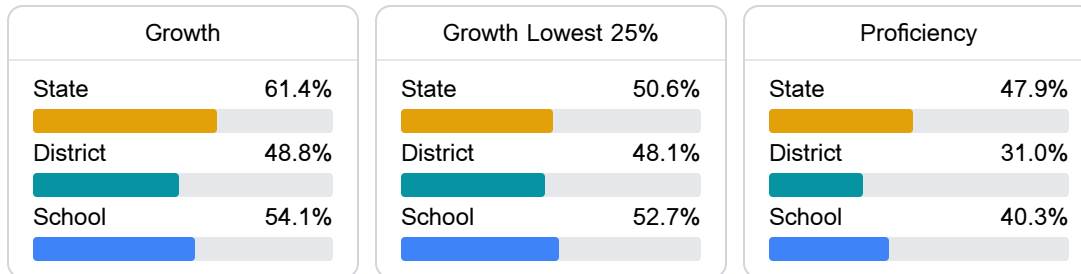 Growth
State 61.4%
District 48.8%
School 54.1%
Growth Lowest 25%
State 50.6%
District 48.1%
School 52.7%
Proficiency
State 47.9%
District 31.0%
School 40.3%